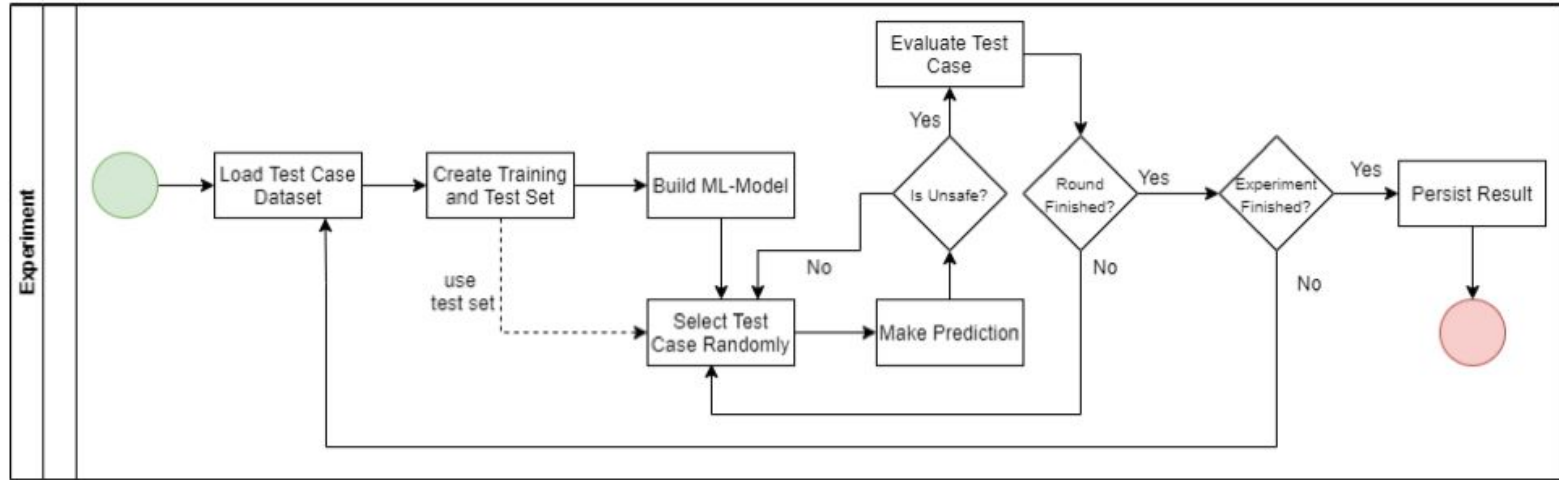 Experiment
Load Test Case
Dataset
Create Training
and Test Set
Build ML-Model
use
test set
Select Test
Case Randomly
Make Prediction
Is Unsafe?
No
Yes
Evaluate Test
Case
Round
Finished?
No
Yes
Experiment
Finished?
No
Yes
Persist Result